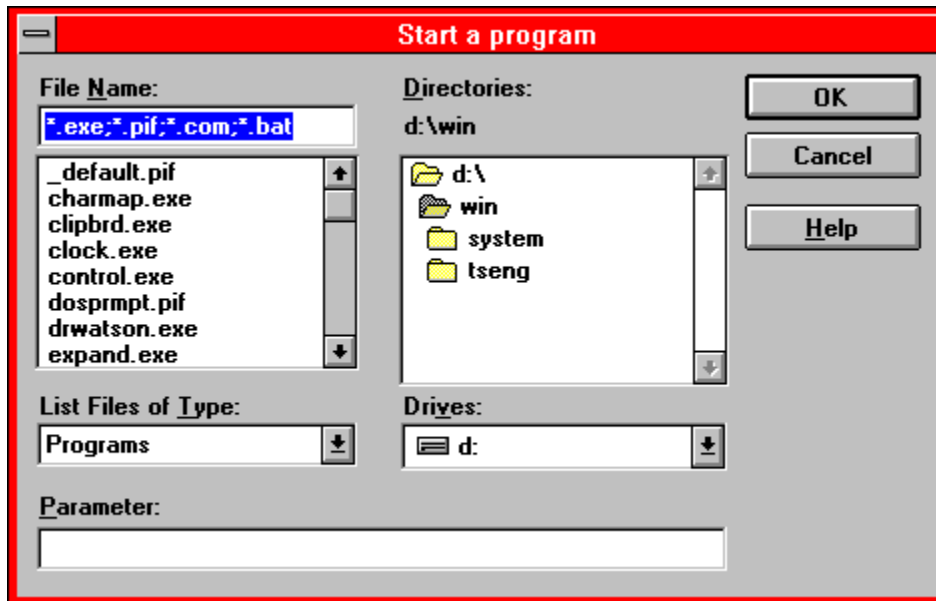 Start a program
File Name:
*.exe;*.pif;*.com;*.bat
_default.pif
charmap.exe
clipbrd.exe
clock.exe
control.exe
dosprmpt.pif
drwatson.exe
expand.exe
List Files of Type:
Programs
Directories:
d:\win
d:\
win
system
tseng
Drives:
d:
OK
Cancel
Help
Parameter: